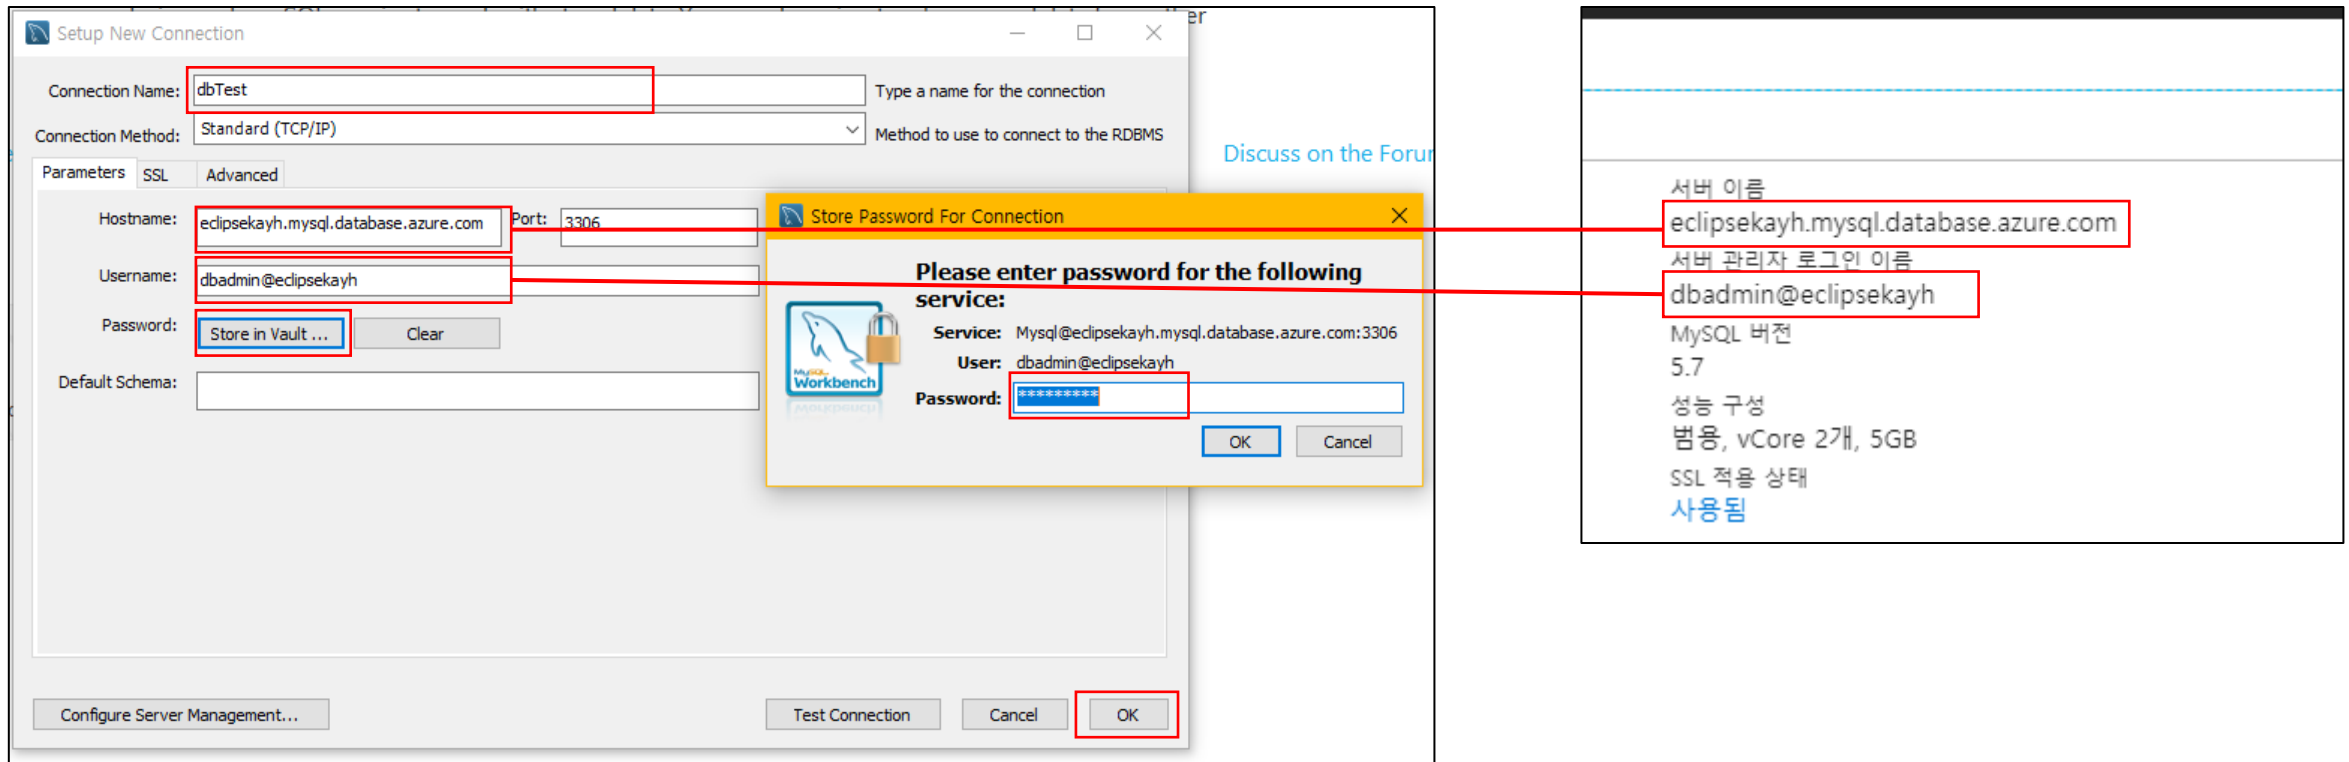 er
Setup New Connection
Connection Name:
dbTest
Type a name for the connection
Connection Method:
Standard (TCP/IP)
Method to use to connect to the RDBMS
Parameters
SSL
Advanced
Hostname:
eclipsekayh.mysql.database.azure.com
Port:
3306
Username:
dbadmin@eclipsekayh
Password:
Store in Vault ...
Clear
Default Schema:
Configure Server Management...
Test Connection
Cancel
OK
Discuss on the Forum
Store Password For Connection
Please enter password for the following
service:
Service: Mysql@eclipsekayh.mysql.database.azure.com:3306
User: dbadmin@eclipsekayh
Password: *********
MySQL
Workbench
OK
Cancel
서버 이름
eclipsekayh.mysql.database.azure.com
서버 관리자 로그인 이름
dbadmin@eclipsekayh
MySQL 버전
5.7
성능 구성
범용, vCore 2개, 5GB
SSL 적용 상태
사용됨